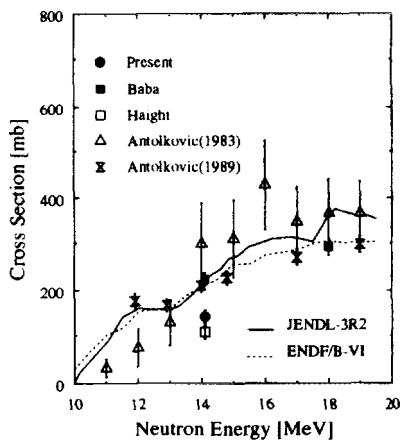 800
600
400
200
0
Cross Section [mb]
Present
Baba
Haight
Antolkovic(1983)
Antolkovic(1989)
JENDL-3R2
ENDF/B-VI
10 12 14 16 18 20
Neutron Energy [MeV]